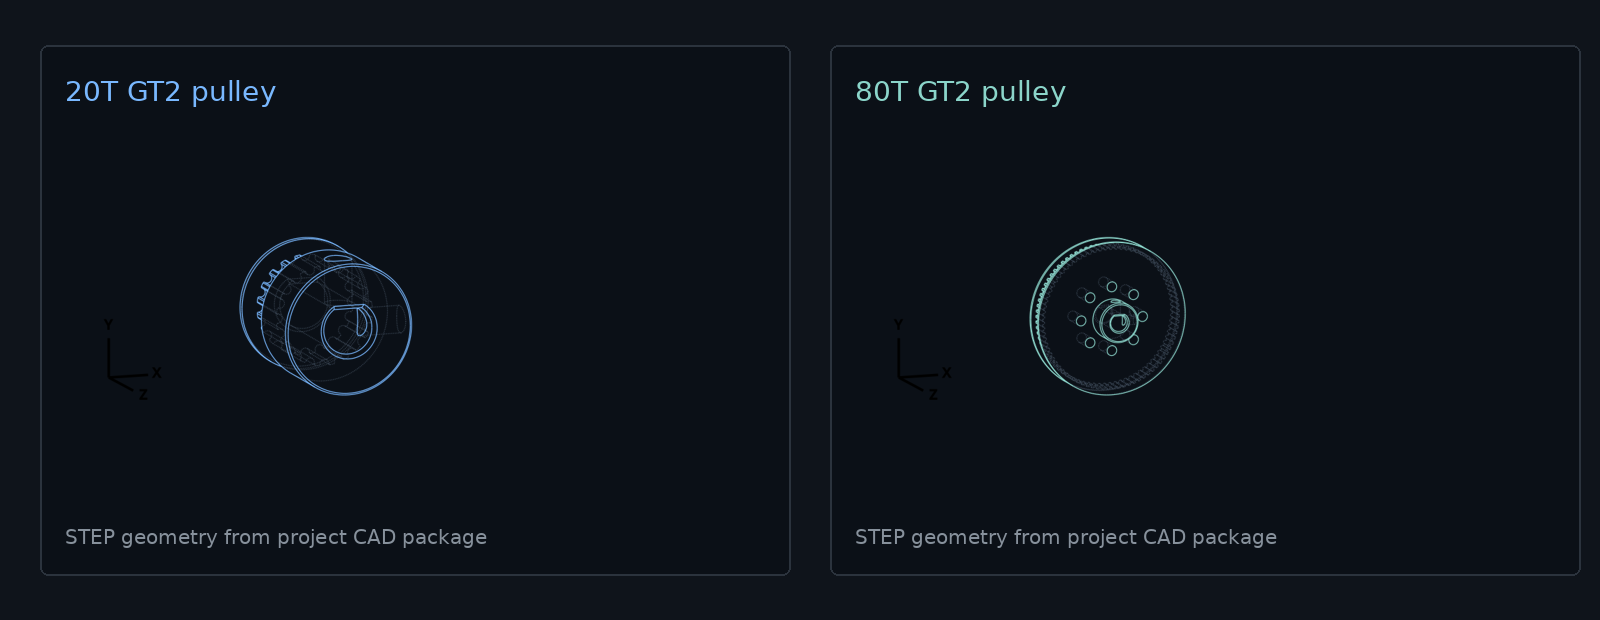 20T GT2 pulley
Y
X
Z
STEP geometry from project CAD package
80T GT2 pulley
Y
X
Z
STEP geometry from project CAD package